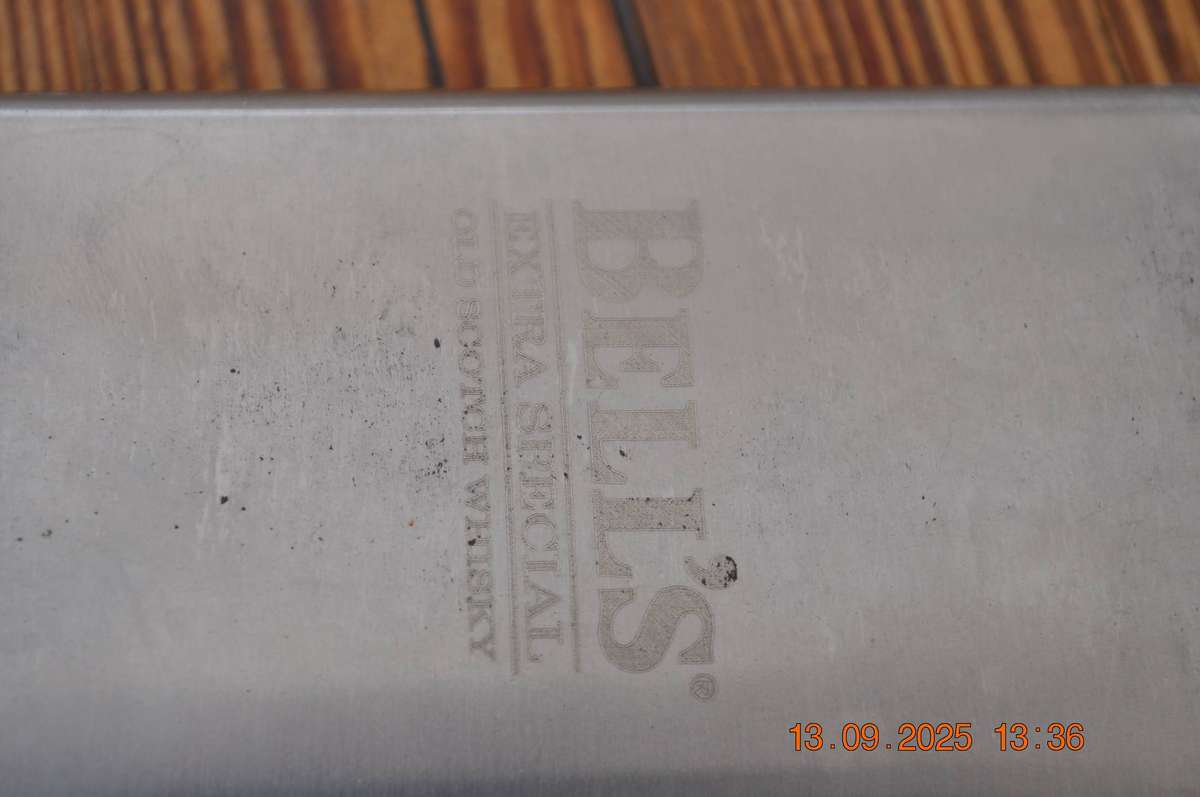 BELL'S®
EXTRA SPECIAL
OLD SCOTCH WHISKY
13.09.2025 13:36